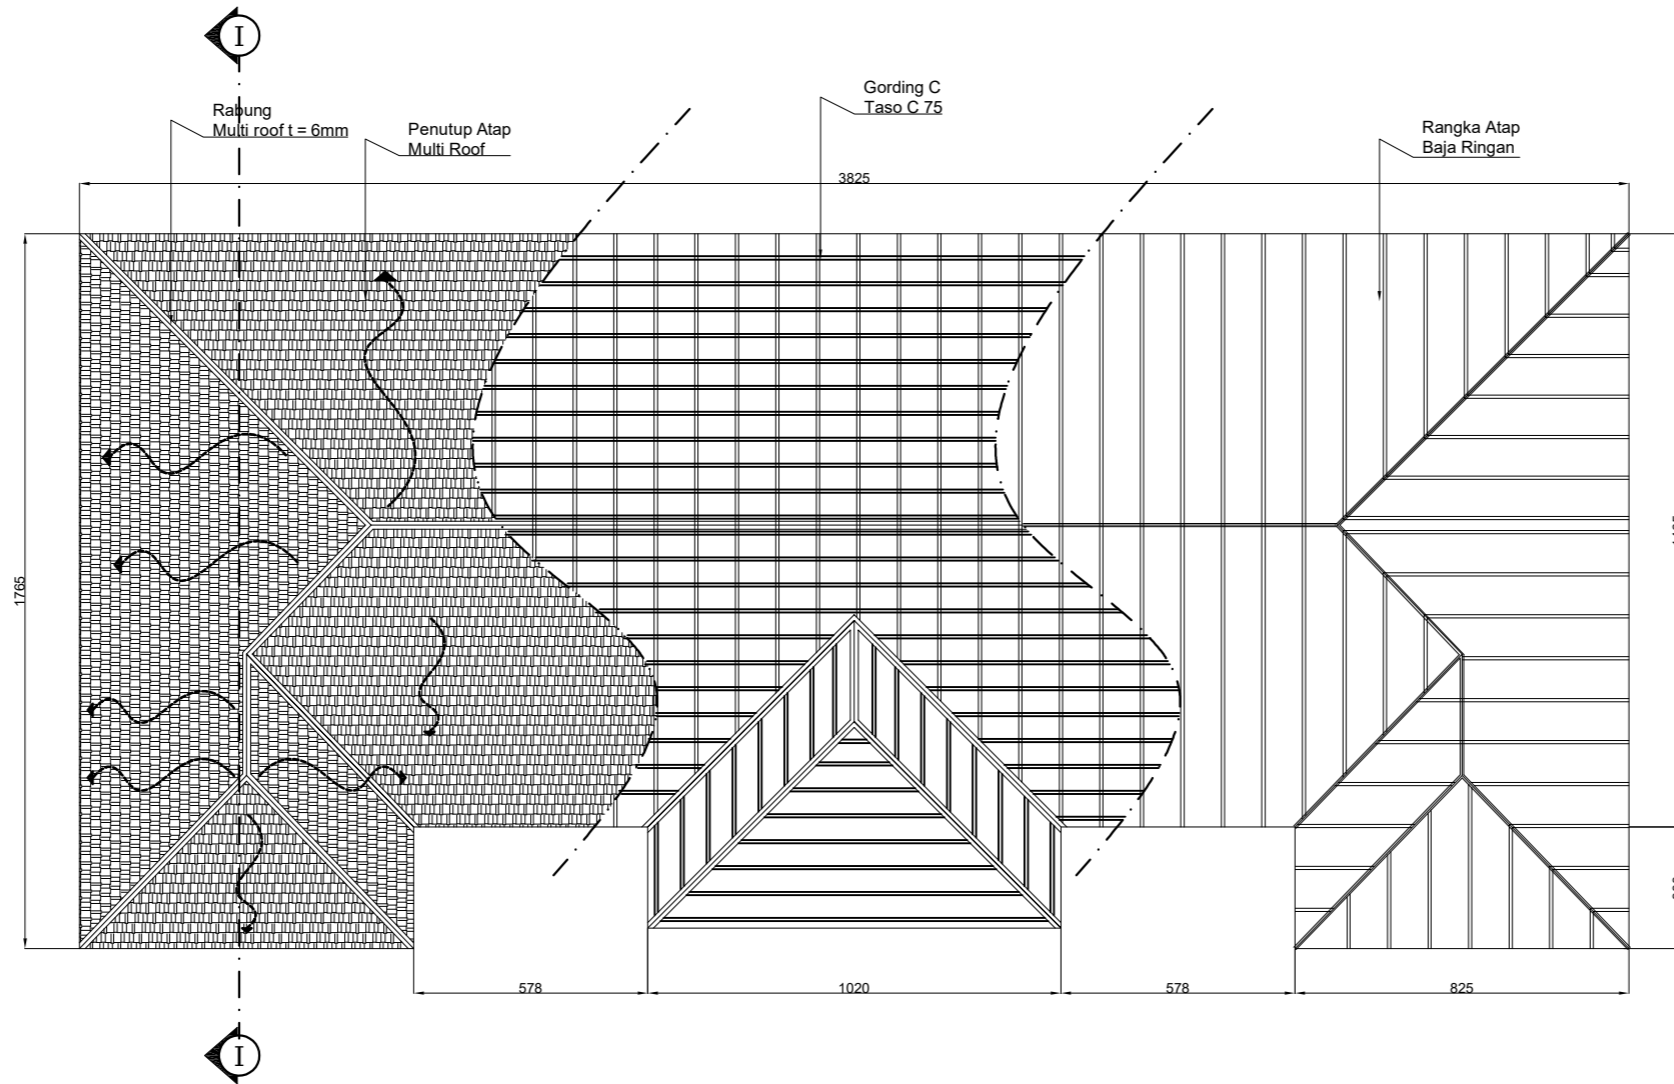 I
Rabung
Multi roof t = 6mm
Penutup Atap
Multi Roof
Gording C
Taso C 75
Rangka Atap
Baja Ringan
3825
1765
578
1020
578
825
I